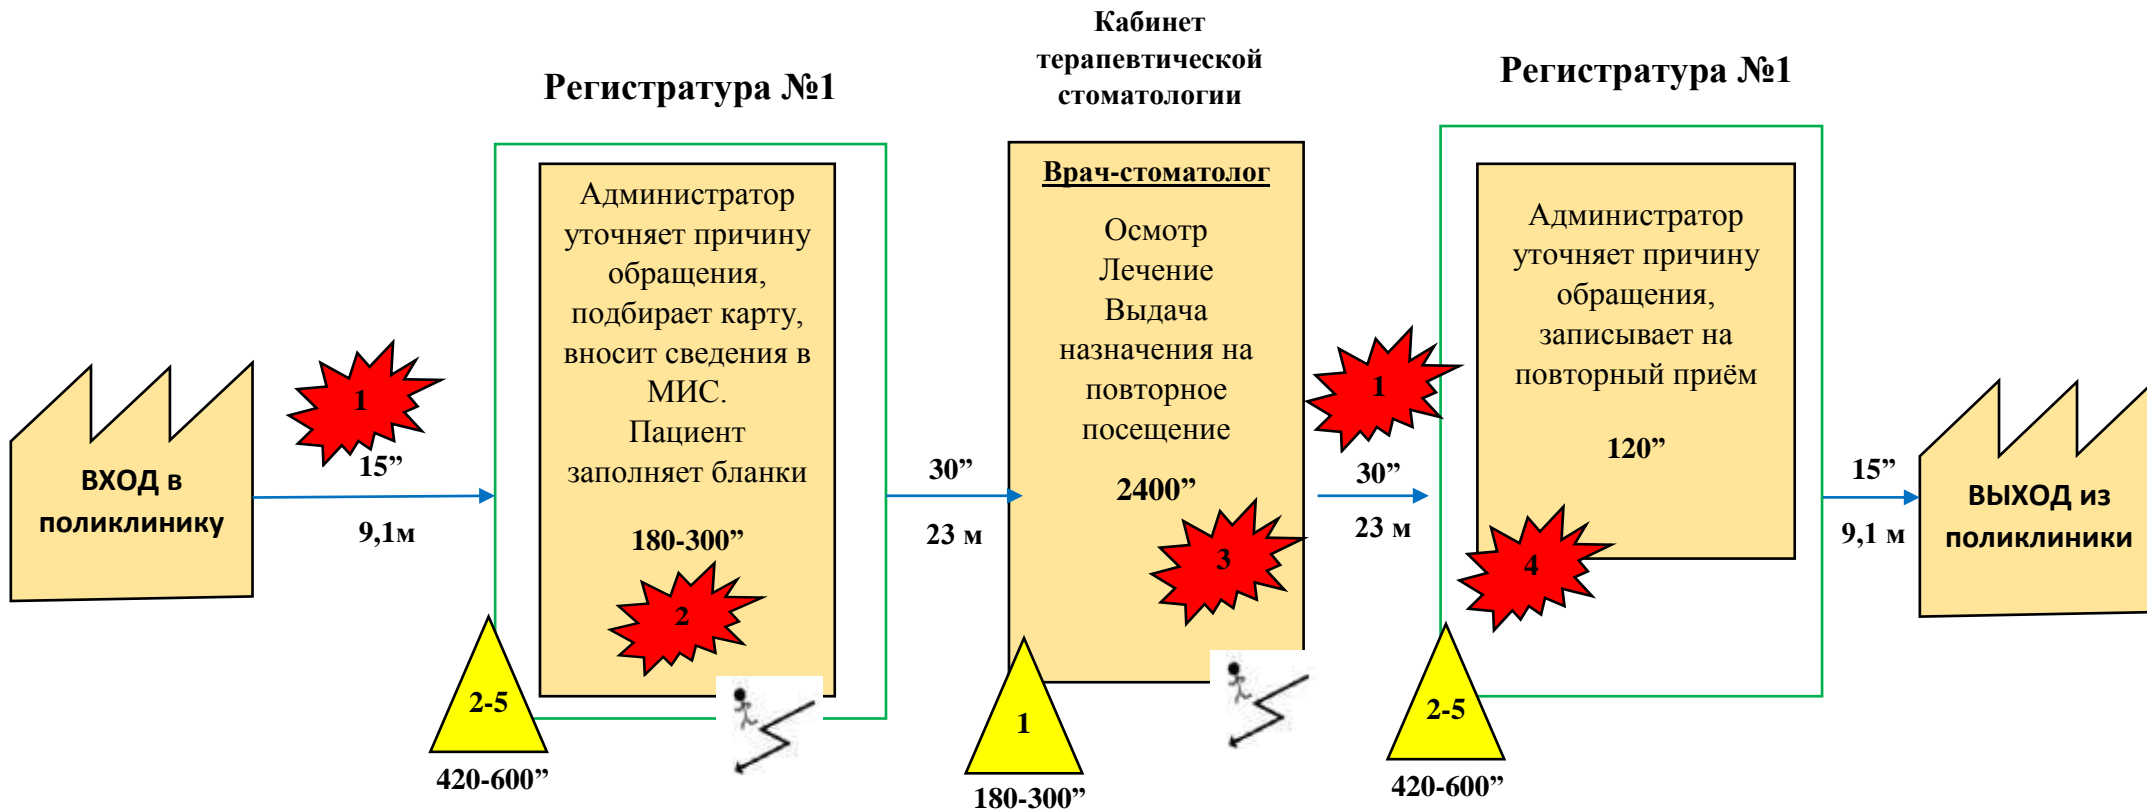 ВХОД в
поликлинику
1
15”
9,1м
Регистратура №1
Администратор
уточняет причину
обращения,
подбирает карту,
вносит сведения в
МИС.
Пациент
заполняет бланки
180-300”
2
2-5
420-600”
30”
23 м
Кабинет
терапевтической
стоматологии
Врач-стоматолог
Осмотр
Лечение
Выдача
назначения на
повторное
посещение
2400”
3
1
180-300”
1
30”
23 м
Регистратура №1
Администратор
уточняет причину
обращения,
записывает на
повторный приём
120”
4
2-5
420-600”
15”
9,1 м
ВЫХОД из
поликлиники